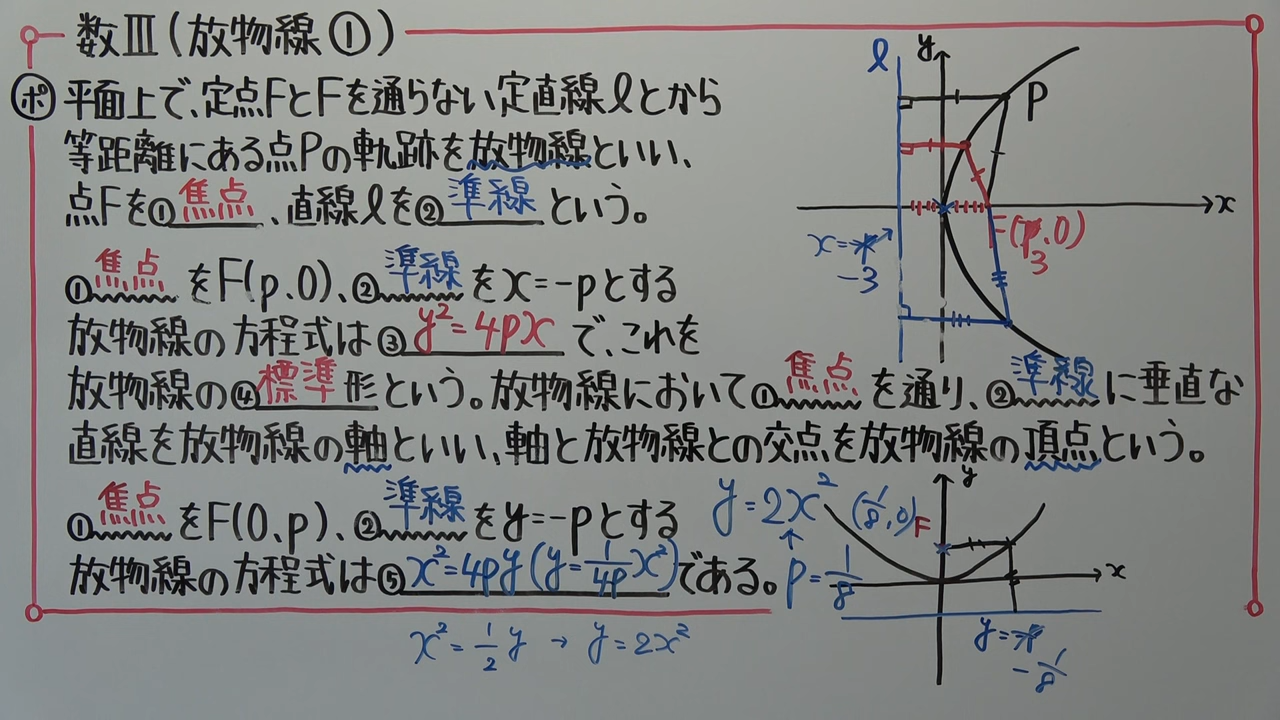 数Ⅲ(放物線①)
ポ 平面上で、定点FとFを通らない定直線lとから
等距離にある点Pの軌跡を放物線といい、
点Fを①焦点、直線lを②準線という。
①焦点をF(p.0)、②準線をx=-pとする
放物線の方程式は③y²=4pxで、これを
放物線の④標準形という。放物線において①焦点を通り、②準線に垂直な
直線を放物線の軸といい、軸と放物線との交点を放物線の頂点という。
①焦点をF(0,p)、②準線をy=-pとする
放物線の方程式は⑤x²=4py(y=1/4p x²)である。
x²=1/2y → y=2x²
l
y
P
x
F(p.0)
3
x=-p
-3
y=2x²
(1/8,0)
↑
p=1/8
y
F
x
y=-p
-1/8